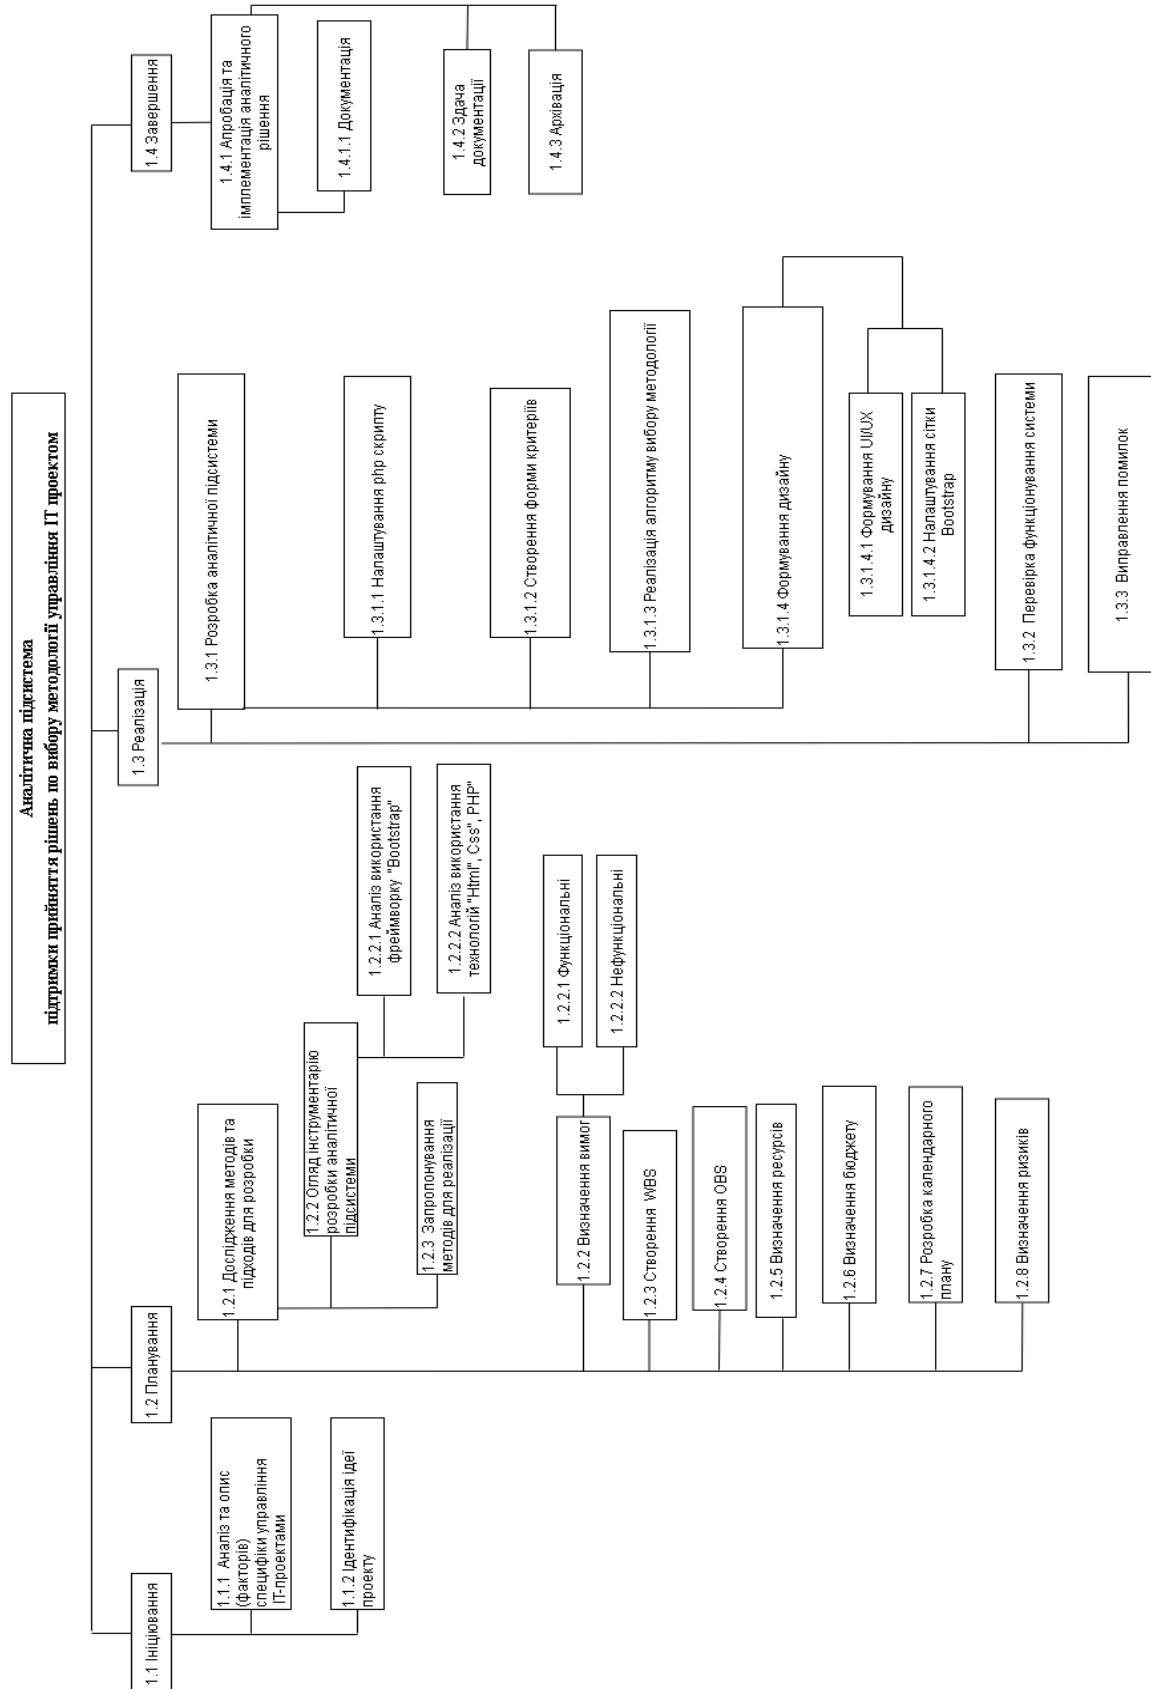 Аналітична підсистема
підтримки прийняття рішень по вибору методології управління ІТ проектом
1.1 Ініціювання
1.1.1 Аналіз та опис
(факторів)
специфіки управління
ІТ-проектами
1.1.2 Ідентифікація ідеї
проекту
1.2 Планування
1.2.1 Дослідження методів та
підходів для розробки
1.2.2 Огляд інструментарію
розробки аналітичної
підсистеми
1.2.2.1 Аналіз використання
фреймворку "Bootstrap"
1.2.2.2 Аналіз використання
технологій "Html", Css", PHP"
1.2.3 Запропонування
методів для реалізації
1.2.2 Визначення вимог
1.2.2.1 Функціональні
1.2.2.2 Нефункціональні
1.2.3 Створення WBS
1.2.4 Створення OBS
1.2.5 Визначення ресурсів
1.2.6 Визначення бюджету
1.2.7 Розробка календарного
плану
1.2.8 Визначення ризиків
1.3 Реалізація
1.3.1 Розробка аналітичної підсистеми
1.3.1.1 Налаштування php скрипту
1.3.1.2 Створення форми критеріїв
1.3.1.3 Реалізація алгоритму вибору методології
1.3.1.4 Формування дизайну
1.3.1.4.1 Формування UI/UX
дизайну
1.3.1.4.2 Налаштування сітки
Bootstrap
1.3.2 Перевірка функціонування системи
1.3.3 Виправлення помилок
1.4 Завершення
1.4.1 Апробація та
імплементація аналітичного
рішення
1.4.1.1 Документація
1.4.2 Здача
документації
1.4.3 Архівація